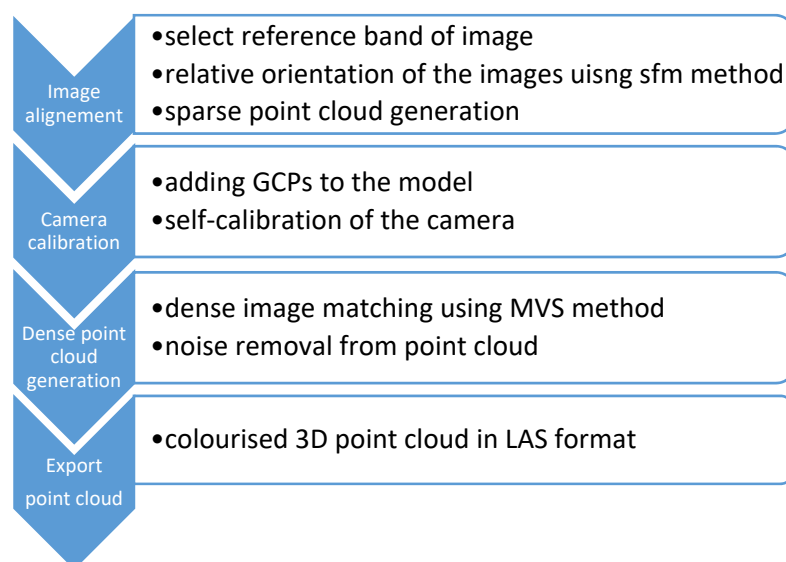 Image
alignement
•select reference band of image
•relative orientation of the images uisng sfm method
•sparse point cloud generation
Camera
calibration
•adding GCPs to the model
•self-calibration of the camera
Dense point
cloud
generation
•dense image matching using MVS method
•noise removal from point cloud
Export
point cloud
•colourised 3D point cloud in LAS format